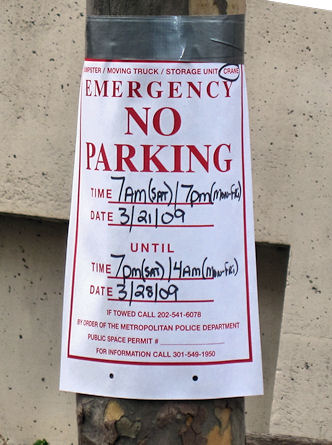 DUMPSTER / MOVING TRUCK / STORAGE UNIT / CRANE
EMERGENCY
NO
PARKING
TIME 7Am(SAT)/7pm(Mon-Fri)
DATE 3/21/09
UNTIL
TIME 7pm(SAT)/4Am(Mon-Fri)
DATE 3/28/09
IF TOWED CALL 202-541-6078
BY ORDER OF THE METROPOLITAN POLICE DEPARTMENT
PUBLIC SPACE PERMIT #
FOR INFORMATION CALL 301-549-1950